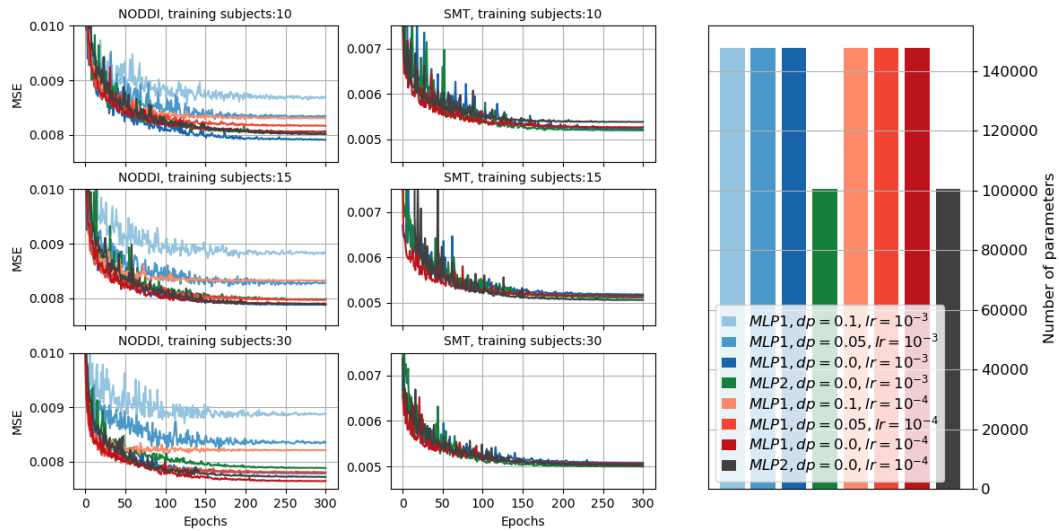 NODDI, training subjects:10
0.010
0.009
0.008
MSE
SMT, training subjects:10
0.007
0.006
0.005
NODDI, training subjects:15
0.010
0.009
0.008
MSE
SMT, training subjects:15
0.007
0.006
0.005
NODDI, training subjects:30
0.010
0.009
0.008
MSE
0 50 100 150 200 250 300
Epochs
SMT, training subjects:30
0.007
0.006
0.005
0 50 100 150 200 250 300
Epochs
140000
120000
100000
80000
60000
40000
20000
0
Number of parameters
MLP1, dp = 0.1, lr = 10⁻³
MLP1, dp = 0.05, lr = 10⁻³
MLP1, dp = 0.0, lr = 10⁻³
MLP2, dp = 0.0, lr = 10⁻³
MLP1, dp = 0.1, lr = 10⁻⁴
MLP1, dp = 0.05, lr = 10⁻⁴
MLP1, dp = 0.0, lr = 10⁻⁴
MLP2, dp = 0.0, lr = 10⁻⁴